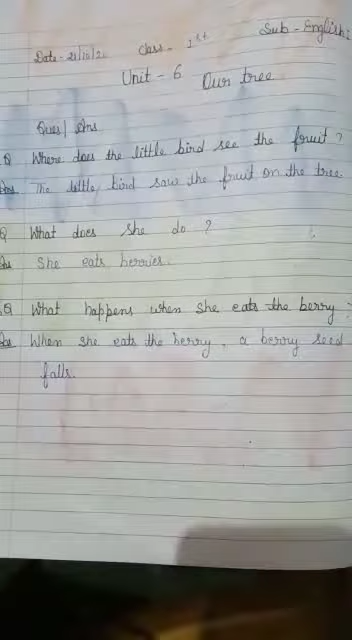 Sub - English
Date - 21/10/2 Class - 1st
Unit - 6 Our tree
Ques/Ans
Q Where does the little bird see the fruit ?
Ans The little bird saw the fruit on the tree
Q What does she do ?
Ans She eats berries.
Q What happens when she eats the berry ?
Ans When she eats the berry, a berry seed
falls.